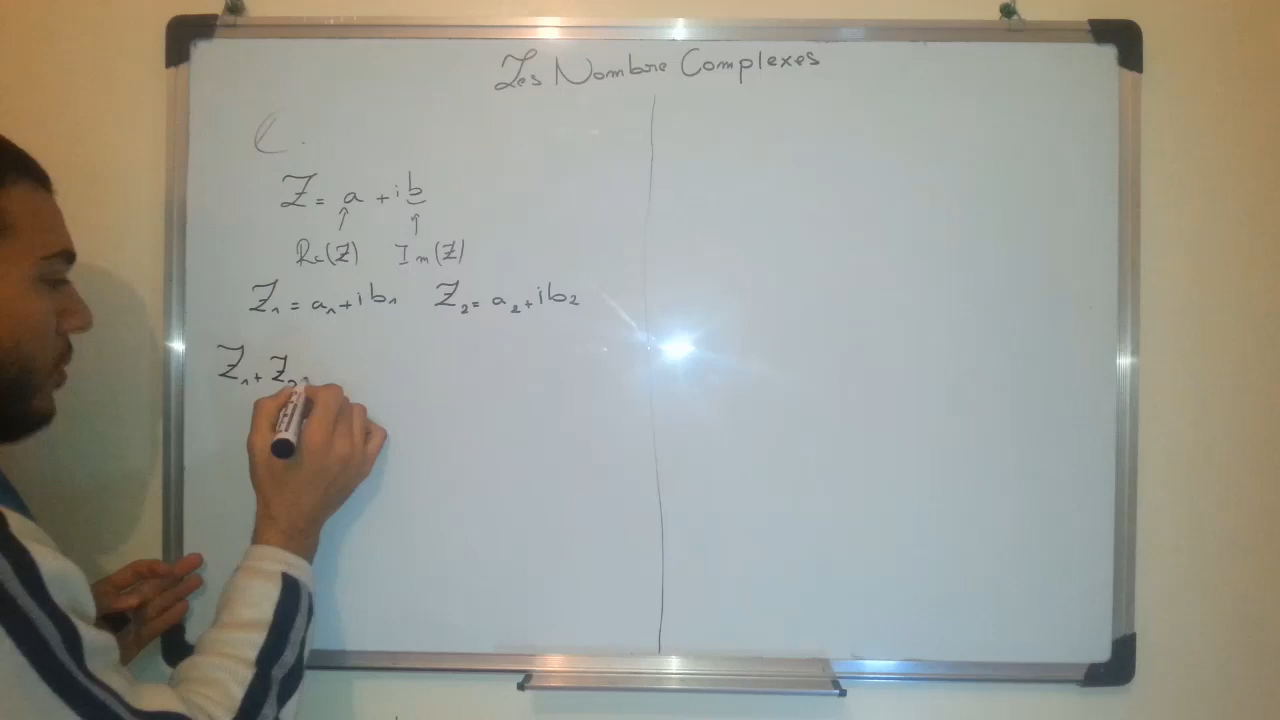 Les Nombre Complexes
C.
Z = a + ib
Re(Z) Im(Z)
Z₁ = a₁ + ib₁ Z₂ = a₂ + ib₂
Z₁ + Z₂